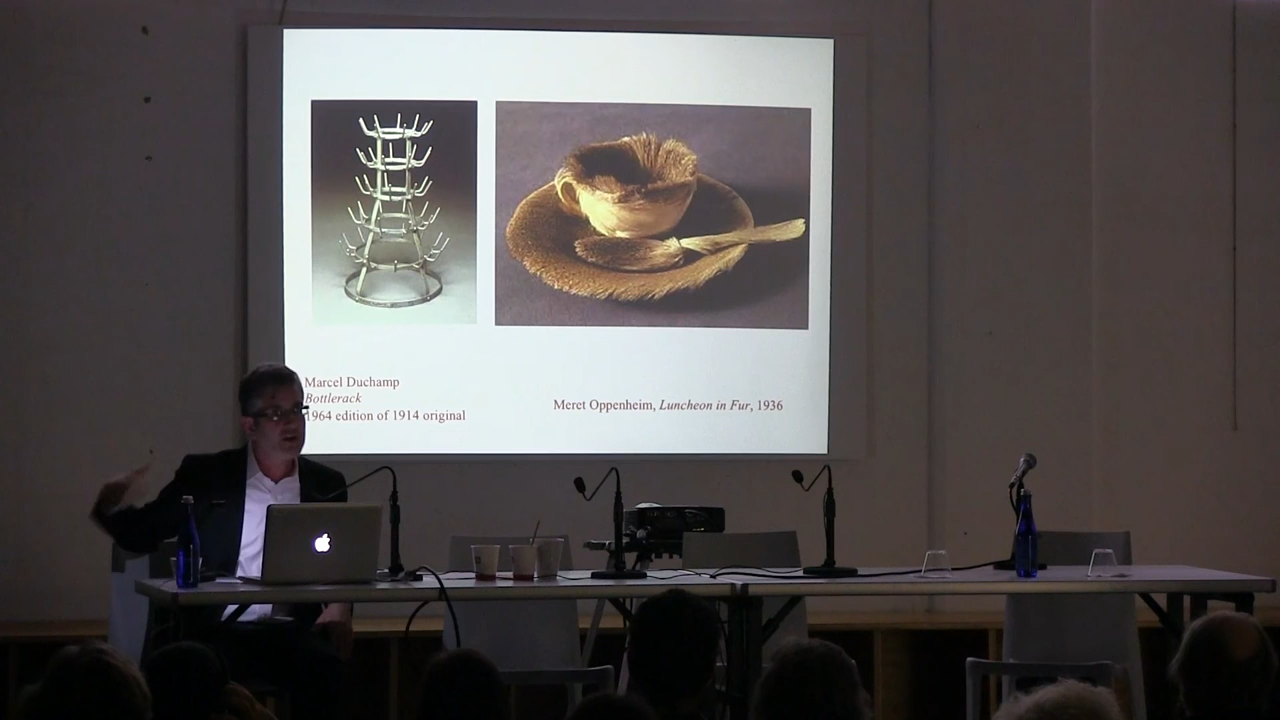 Marcel Duchamp
Bottlerack
1964 edition of 1914 original
Meret Oppenheim, Luncheon in Fur, 1936